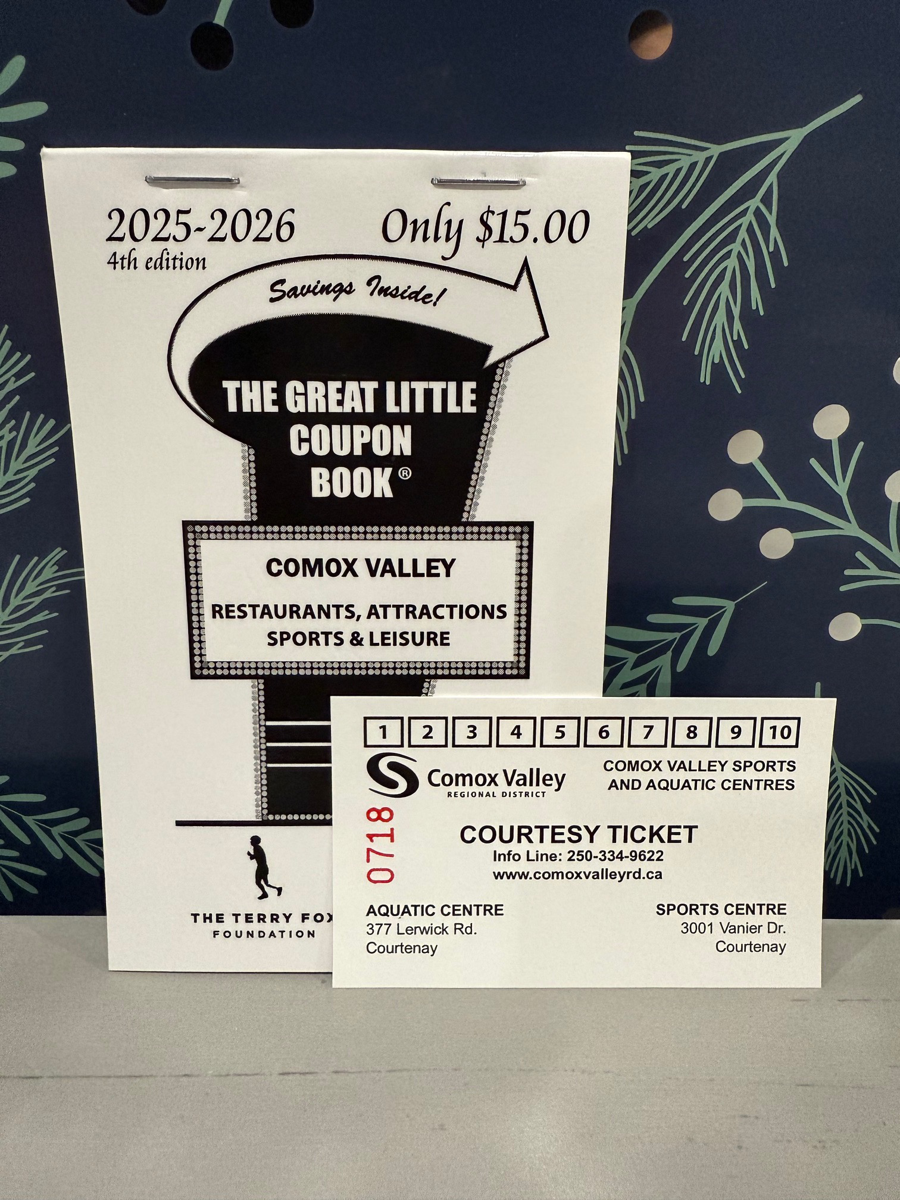 2025-2026
Only $15.00
4th edition
Savings Inside!
THE GREAT LITTLE
COUPON
BOOK®
COMOX VALLEY
RESTAURANTS, ATTRACTIONS
SPORTS & LEISURE
THE TERRY FOX
FOUNDATION
1 2 3 4 5 6 7 8 9 10
Comox Valley
REGIONAL DISTRICT
COMOX VALLEY SPORTS
AND AQUATIC CENTRES
0718
COURTESY TICKET
Info Line: 250-334-9622
www.comoxvalleyrd.ca
AQUATIC CENTRE
377 Lerwick Rd.
Courtenay
SPORTS CENTRE
3001 Vanier Dr.
Courtenay